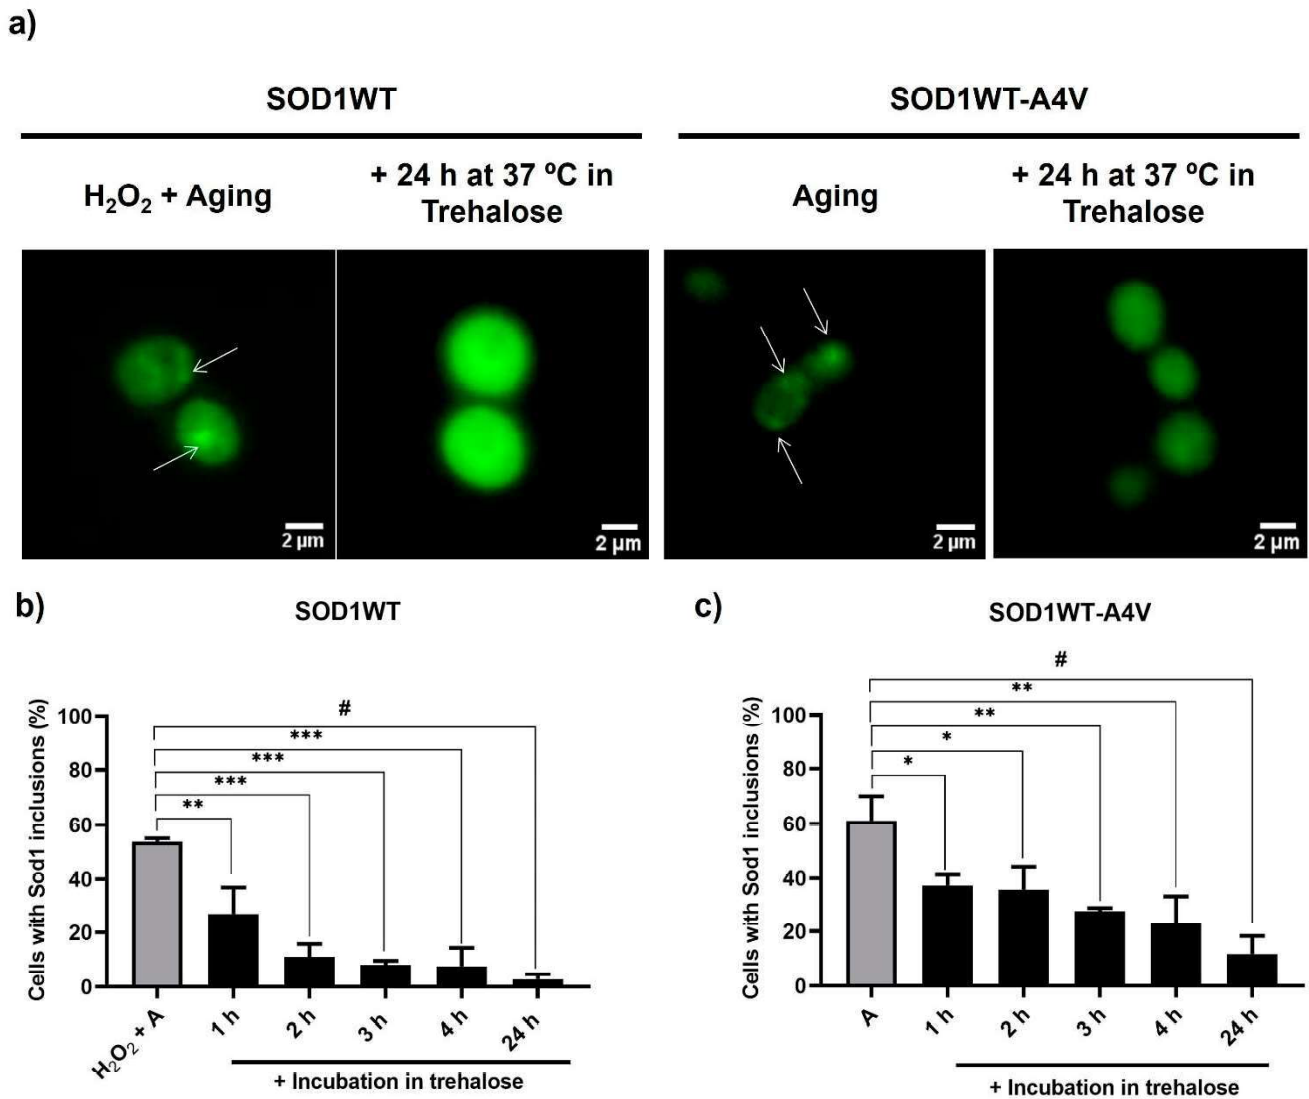 a)
SOD1WT
SOD1WT-A4V
H₂O₂ + Aging
+ 24 h at 37 ºC in
Trehalose
Aging
+ 24 h at 37 ºC in
Trehalose
2 µm
2 µm
2 µm
2 µm
b)
SOD1WT
Cells with Sod1 inclusions (%)
100
80
60
40
20
0
#
***
***
***
**
H₂O₂ + A
1 h
2 h
3 h
4 h
24 h
+ Incubation in trehalose
c)
SOD1WT-A4V
Cells with Sod1 inclusions (%)
100
80
60
40
20
0
#
**
**
*
*
A
1 h
2 h
3 h
4 h
24 h
+ Incubation in trehalose